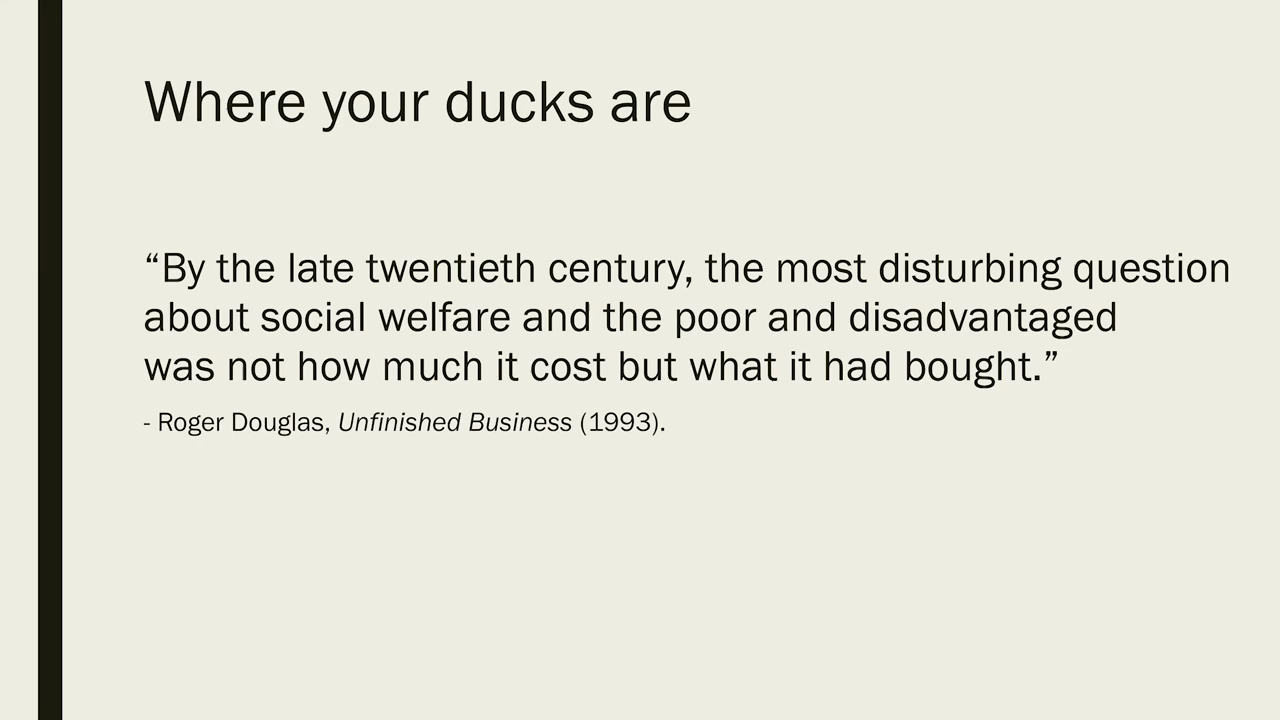 Where your ducks are
“By the late twentieth century, the most disturbing question
about social welfare and the poor and disadvantaged
was not how much it cost but what it had bought.”
- Roger Douglas, Unfinished Business (1993).